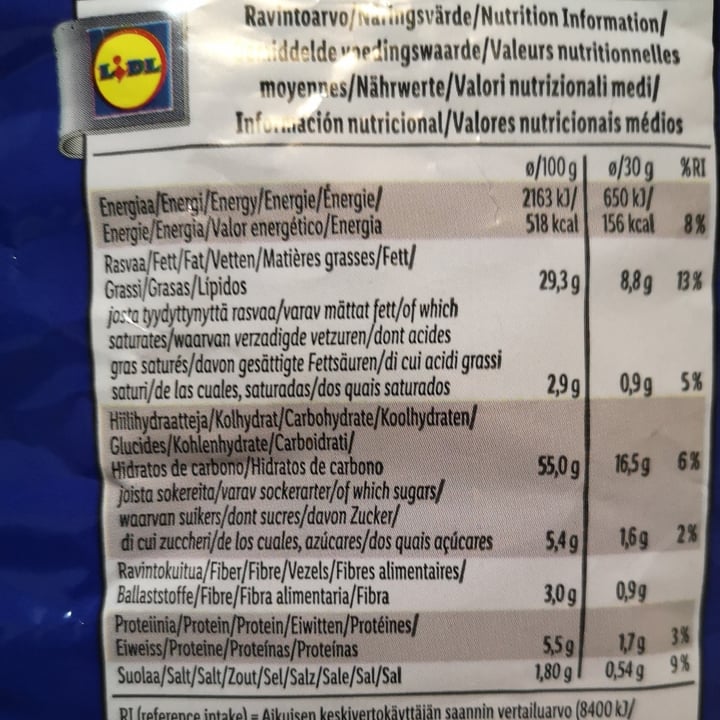 LIDL
Ravintoarvo/Näringsvärde/Nutrition Information/
voedingswaarde/Valeurs nutritionnelles
moyennes/Nährwerte/Valori nutrizionali medi/
Información nutricional/Valores nutricionais médios
ø/100 g ø/30 g %RI
Energiaa/Energi/Energy/Energie/Énergie/ 2163 kJ/ 650 kJ/
Energie/Energia/Valor energético/Energia 518 kcal 156 kcal 8%
Rasvaa/Fett/Fat/Vetten/Matières grasses/Fett/
Grassi/Grasas/Lípidos 29,3 g 8,8 g 13%
josta tyydyttynyttä rasvaa/varav mättat fett/of which
saturates/waarvan verzadigde vetzuren/dont acides
gras saturés/davon gesättigte Fettsäuren/di cui acidi grassi
saturi/de las cuales, saturadas/dos quais saturados 2,9 g 0,9 g 5%
Hiilihydraatteja/Kolhydrat/Carbohydrate/Koolhydraten/
Glucides/Kohlenhydrate/Carboidrati/
Hidratos de carbono/Hidratos de carbono 55,0 g 16,5 g 6%
joista sokereita/varav sockerarter/of which sugars/
waarvan suikers/dont sucres/davon Zucker/
di cui zuccheri/de los cuales, azúcares/dos quais açúcares 5,4 g 1,6 g 2%
Ravintokuitua/Fiber/Fibre/Vezels/Fibres alimentaires/
Ballaststoffe/Fibre/Fibra alimentaria/Fibra 3,0 g 0,9 g
Proteiinia/Protein/Protein/Eiwitten/Protéines/
Eiweiss/Proteine/Proteínas/Proteínas 5,5 g 1,7 g 3%
Suolaa/Salt/Salt/Zout/Sel/Salz/Sale/Sal/Sal 1,80 g 0,54 g 9%
RI (reference intake) = Aikuisen keskivertokäyttäjän saannin vertailuarvo (8400 kJ/